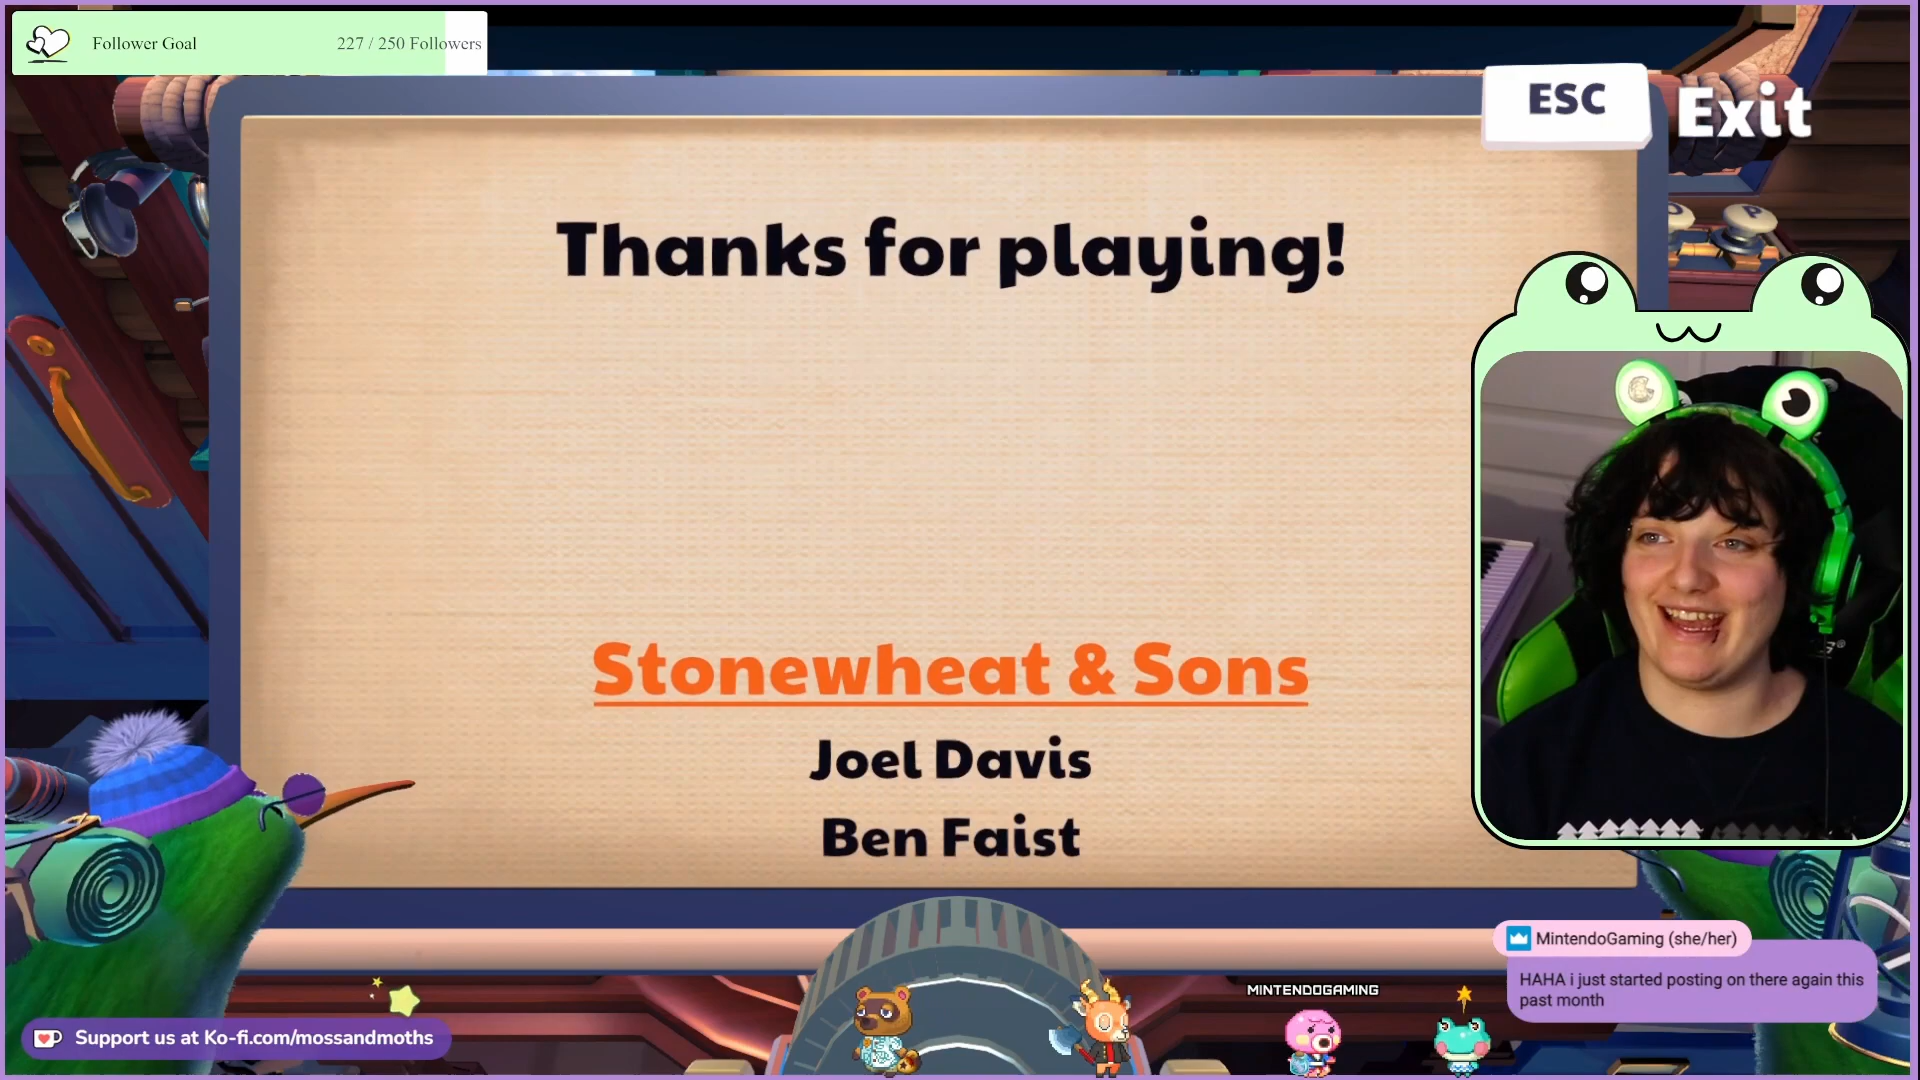 Follower Goal 227 / 250 Followers
ESC Exit
Thanks for playing!
P
Stonewheat & Sons
Joel Davis
Ben Faist
MintendoGaming (she/her)
HAHA i just started posting on there again this
past month
MINTENDOGAMING
Support us at Ko-fi.com/mossandmoths